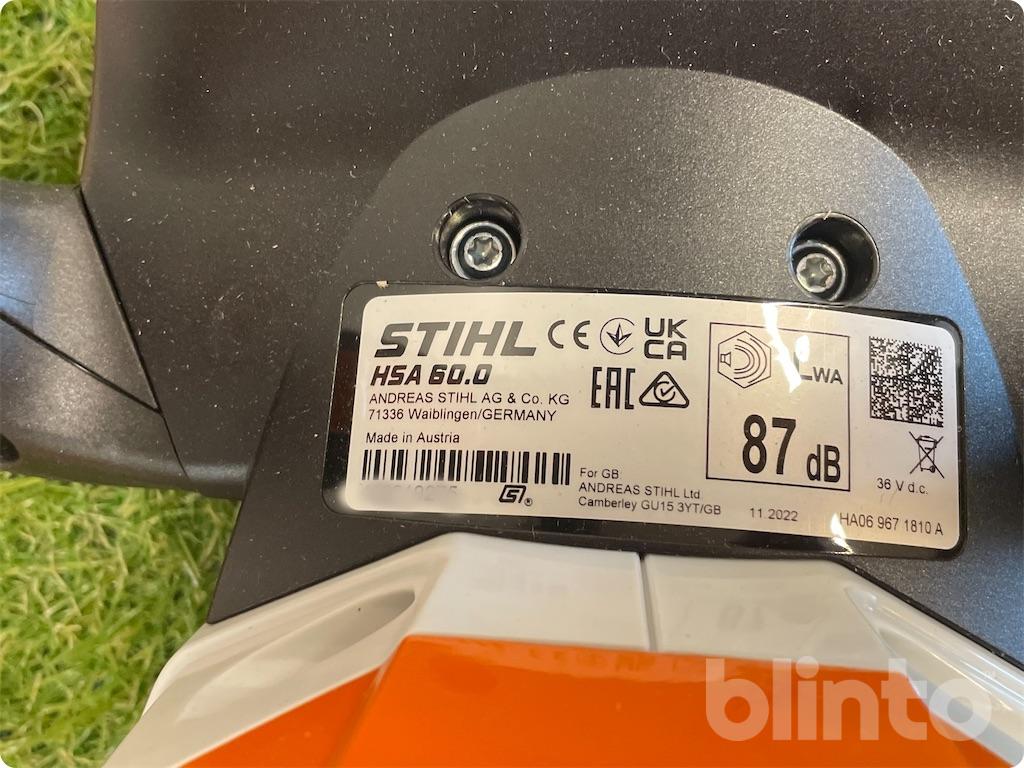 STIHL CE UK CA
HSA 60.0
ANDREAS STIHL AG & Co. KG
71336 Waiblingen/GERMANY
EAC
Made in Austria
For GB:
ANDREAS STIHL Ltd.
Camberley GU15 3YT/GB
11.2022
LWA
87 dB
36 V d.c.
HA06 967 1810 A
blinto